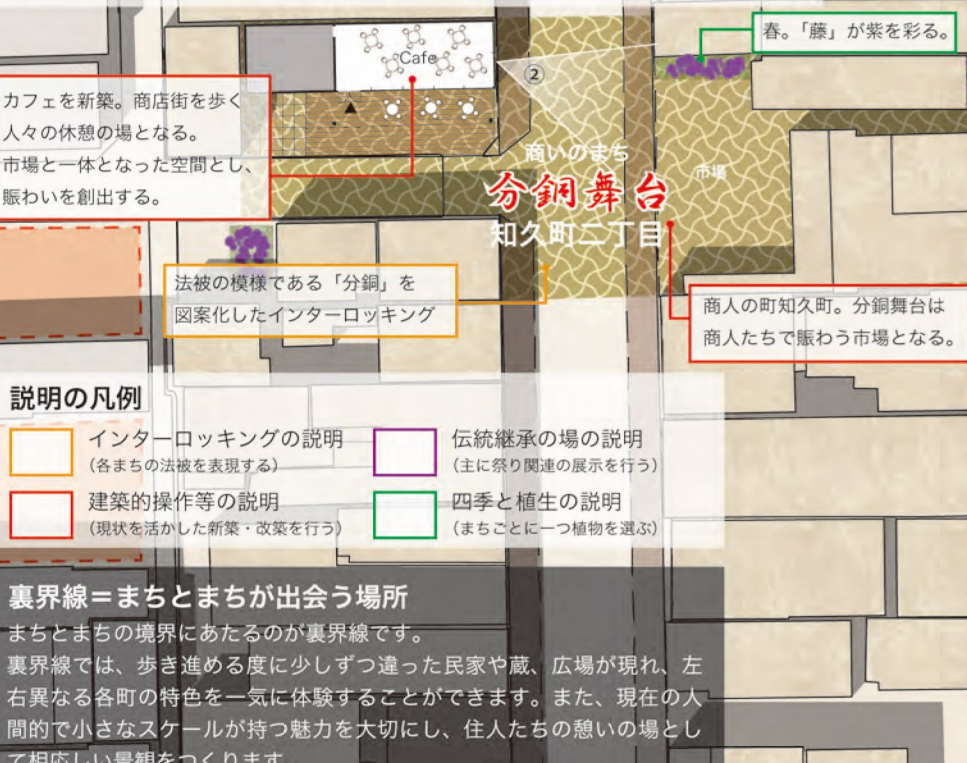 春。「藤」が紫を彩る。
Cafe
②
カフェを新築。商店街を歩く
人々の休憩の場となる。
市場と一体となった空間とし、
賑わいを創出する。
商いのまち
分銅舞台
知久町二丁目
市場
法被の模様である「分銅」を
図案化したインターロッキング
商人の町知久町。分銅舞台は
商人たちで賑わう市場となる。
説明の凡例
インターロッキングの説明
（各まちの法被を表現する）
伝統継承の場の説明
（主に祭り関連の展示を行う）
建築的操作等の説明
（現状を活かした新築・改築を行う）
四季と植生の説明
（まちごとに一つ植物を選ぶ）
裏界線＝まちとまちが出会う場所
まちとまちの境界にあたるのが裏界線です。
裏界線では、歩き進める度に少しずつ違った民家や蔵、広場が現れ、左
右異なる各町の特色を一気に体験することができます。また、現在の人
間的で小さなスケールが持つ魅力を大切にし、住人たちの憩いの場とし
て相応しい景観をつくります。